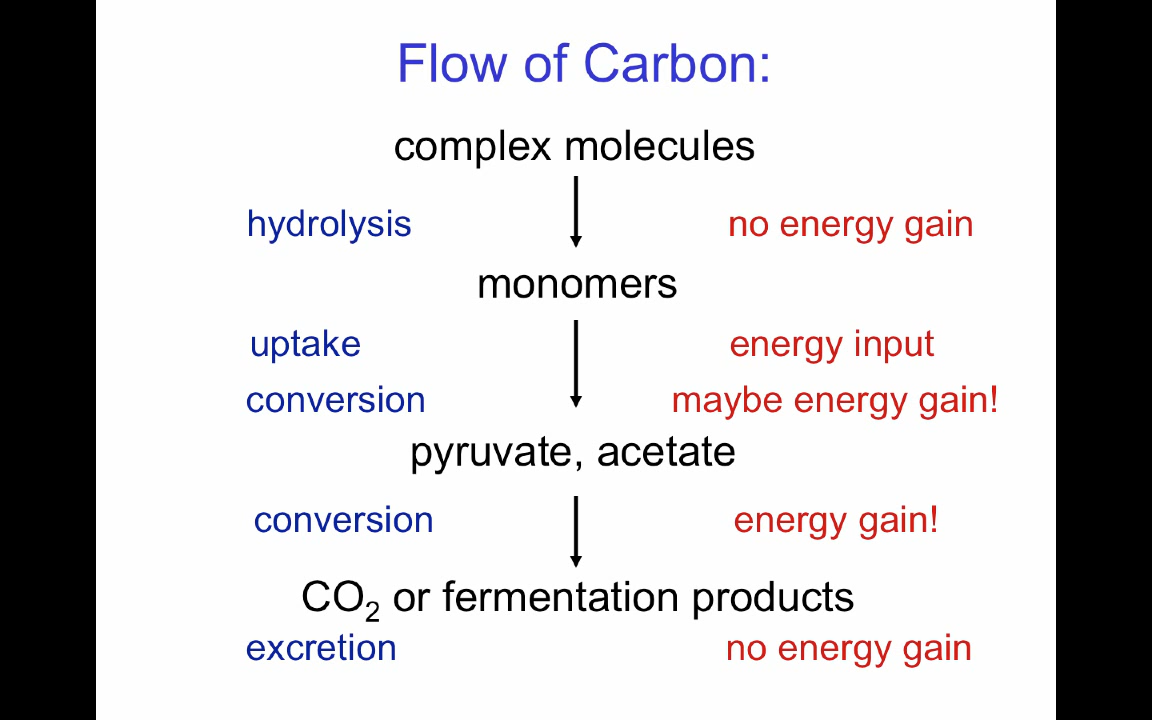 Flow of Carbon:
complex molecules
hydrolysis no energy gain
monomers
uptake energy input
conversion maybe energy gain!
pyruvate, acetate
conversion energy gain!
CO₂ or fermentation products
excretion no energy gain